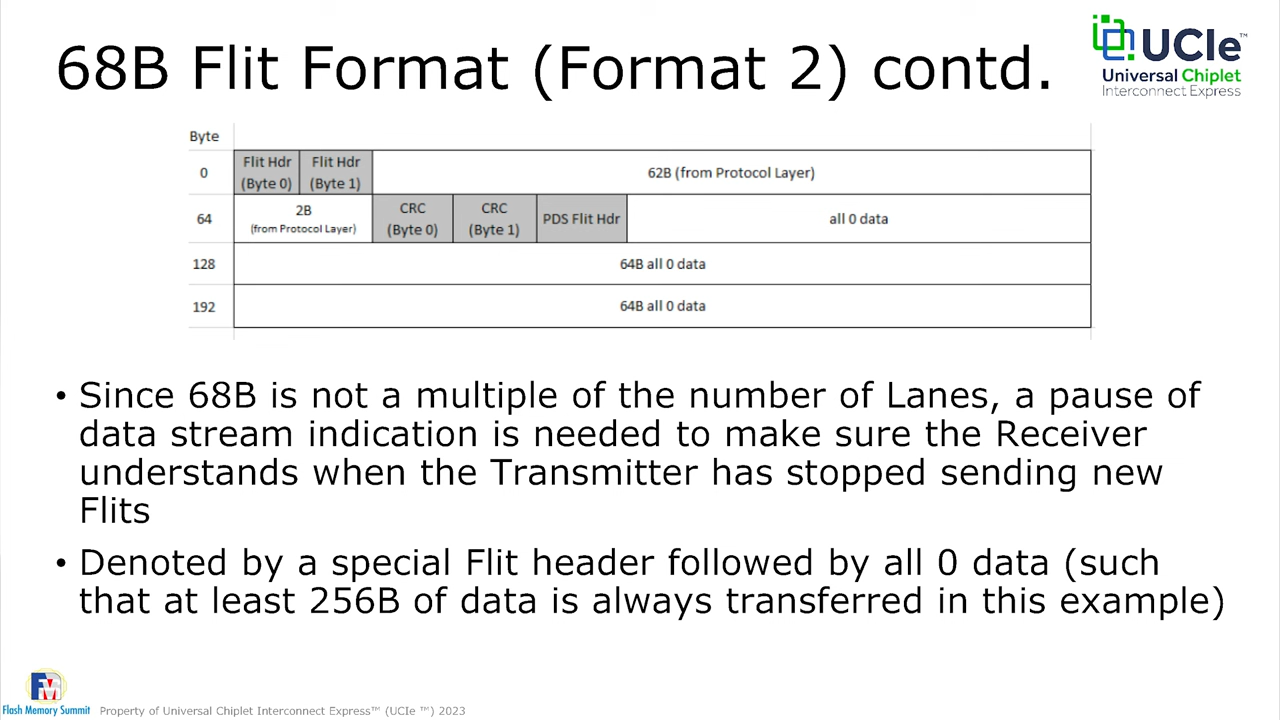 68B Flit Format (Format 2) contd.
UCIe™
Universal Chiplet
Interconnect Express
Byte
0
Flit Hdr
(Byte 0)
Flit Hdr
(Byte 1)
62B (from Protocol Layer)
64
2B
(from Protocol Layer)
CRC
(Byte 0)
CRC
(Byte 1)
PDS Flit Hdr
all 0 data
128
64B all 0 data
192
64B all 0 data
• Since 68B is not a multiple of the number of Lanes, a pause of
data stream indication is needed to make sure the Receiver
understands when the Transmitter has stopped sending new
Flits
• Denoted by a special Flit header followed by all 0 data (such
that at least 256B of data is always transferred in this example)
FMS
Flash Memory Summit
Property of Universal Chiplet Interconnect Express™ (UCIe ™) 2023